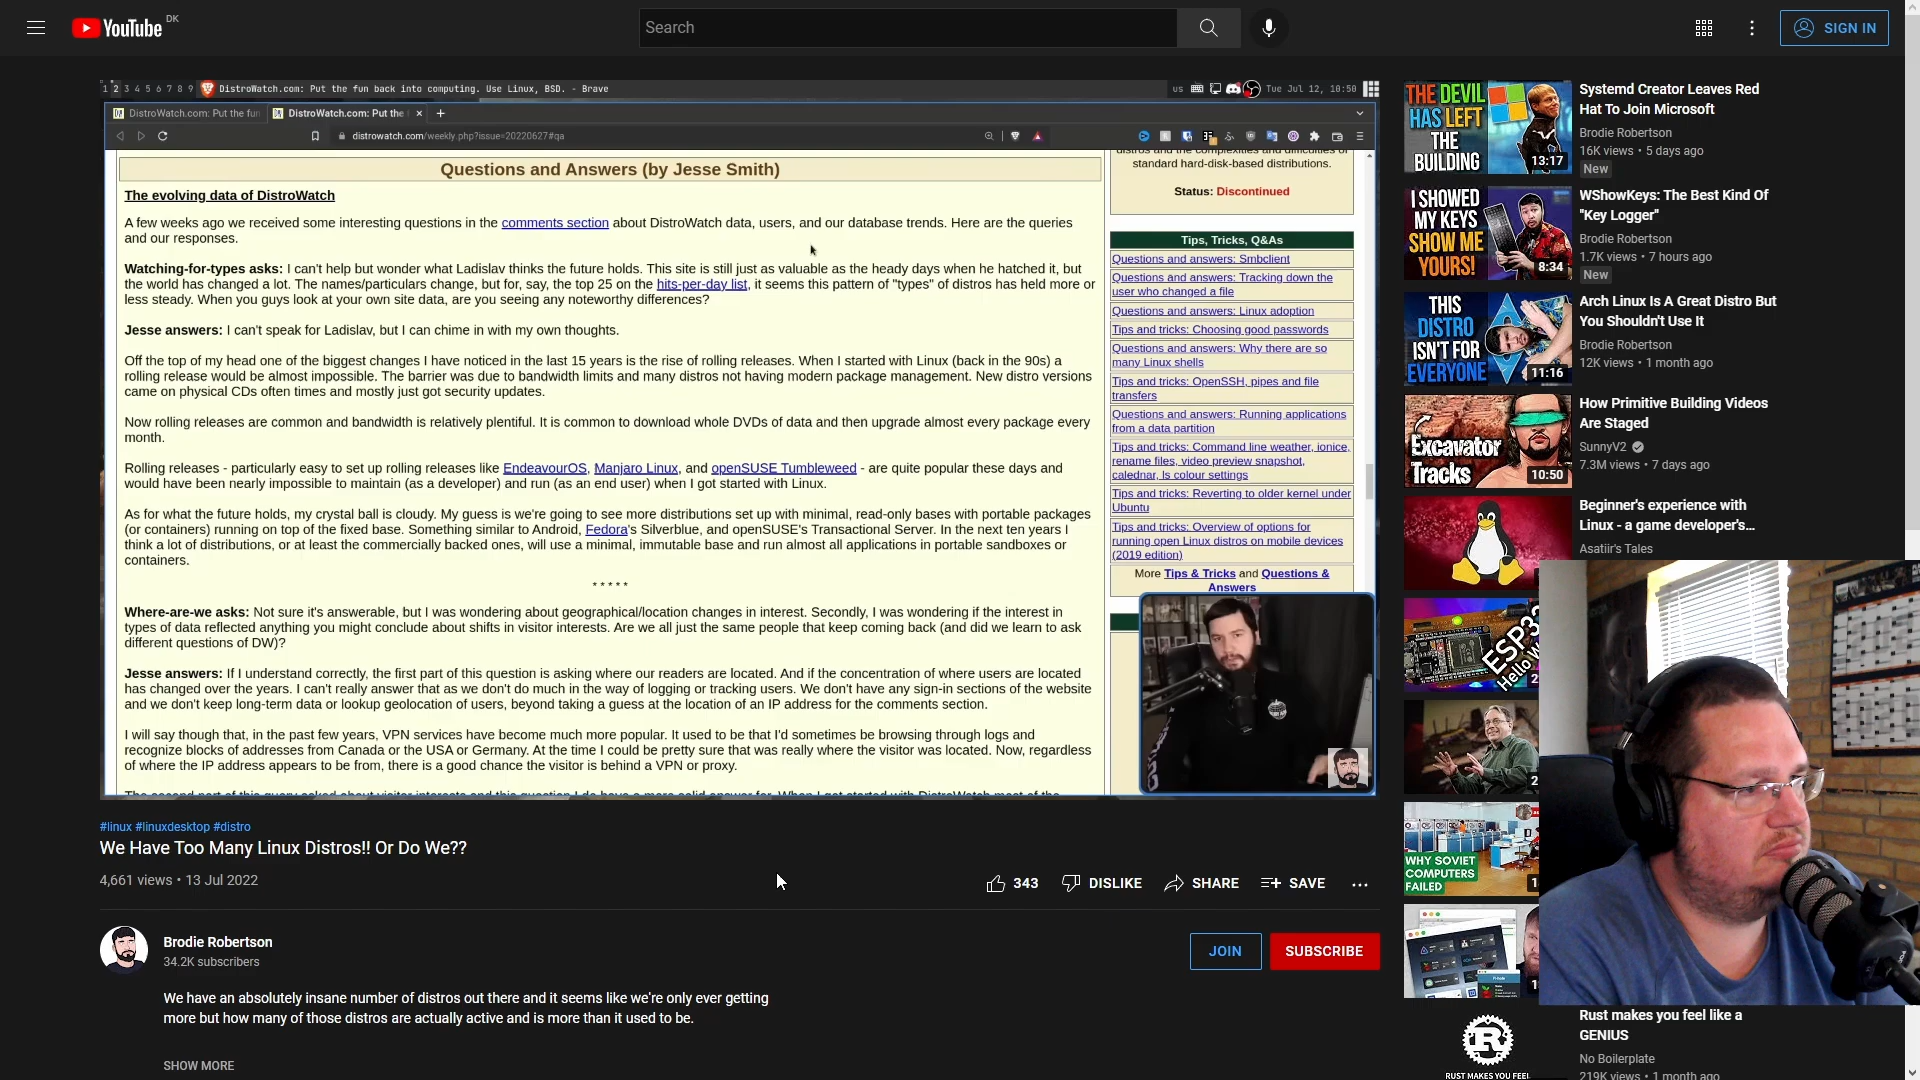 YouTube DK
Search
SIGN IN
1 2 3 4 5 6 7 8 9 DistroWatch.com: Put the fun back into computing. Use Linux, BSD. - Brave
us Tue Jul 12, 10:50
DistroWatch.com: Put the fun
DistroWatch.com: Put the
distrowatch.com/weekly.php?issue=20220627#qa
Questions and Answers (by Jesse Smith)
The evolving data of DistroWatch
A few weeks ago we received some interesting questions in the comments section about DistroWatch data, users, and our database trends. Here are the queries
and our responses.
Watching-for-types asks: I can't help but wonder what Ladislav thinks the future holds. This site is still just as valuable as the heady days when he hatched it, but
the world has changed a lot. The names/particulars change, but for, say, the top 25 on the hits-per-day list, it seems this pattern of "types" of distros has held more or
less steady. When you guys look at your own site data, are you seeing any noteworthy differences?
Jesse answers: I can't speak for Ladislav, but I can chime in with my own thoughts.
Off the top of my head one of the biggest changes I have noticed in the last 15 years is the rise of rolling releases. When I started with Linux (back in the 90s) a
rolling release would be almost impossible. The barrier was due to bandwidth limits and many distros not having modern package management. New distro versions
came on physical CDs often times and mostly just got security updates.
Now rolling releases are common and bandwidth is relatively plentiful. It is common to download whole DVDs of data and then upgrade almost every package every
month.
Rolling releases - particularly easy to set up rolling releases like EndeavourOS, Manjaro Linux, and openSUSE Tumbleweed - are quite popular these days and
would have been nearly impossible to maintain (as a developer) and run (as an end user) when I got started with Linux.
As for what the future holds, my crystal ball is cloudy. My guess is we're going to see more distributions set up with minimal, read-only bases with portable packages
(or containers) running on top of the fixed base. Something similar to Android, Fedora's Silverblue, and openSUSE's Transactional Server. In the next ten years I
think a lot of distributions, or at least the commercially backed ones, will use a minimal, immutable base and run almost all applications in portable sandboxes or
containers.
* * * * *
Where-are-we asks: Not sure it's answerable, but I was wondering about geographical/location changes in interest. Secondly, I was wondering if the interest in
types of data reflected anything you might conclude about shifts in visitor interests. Are we all just the same people that keep coming back (and did we learn to ask
different questions of DW)?
Jesse answers: If I understand correctly, the first part of this question is asking where our readers are located. And if the concentration of where users are located
has changed over the years. I can't really answer that as we don't do much in the way of logging or tracking users. We don't have any sign-in sections of the website
and we don't keep long-term data or lookup geolocation of users, beyond taking a guess at the location of an IP address for the comments section.
I will say though that, in the past few years, VPN services have become much more popular. It used to be that I'd sometimes be browsing through logs and
recognize blocks of addresses from Canada or the USA or Germany. At the time I could be pretty sure that was really where the visitor was located. Now, regardless
of where the IP address appears to be from, there is a good chance the visitor is behind a VPN or proxy.
distros and the complexities and difficulties of
standard hard-disk-based distributions.
Status: Discontinued
Tips, Tricks, Q&As
Questions and answers: Smbclient
Questions and answers: Tracking down the
user who changed a file
Questions and answers: Linux adoption
Tips and tricks: Choosing good passwords
Questions and answers: Why there are so
many Linux shells
Tips and tricks: OpenSSH, pipes and file
transfers
Questions and answers: Running applications
from a data partition
Tips and tricks: Command line weather, ionice,
rename files, video preview snapshot,
calednar, ls colour settings
Tips and tricks: Reverting to older kernel under
Ubuntu
Tips and tricks: Overview of options for
running open Linux distros on mobile devices
(2019 edition)
More Tips & Tricks and Questions &
Answers
#linux #linuxdesktop #distro
We Have Too Many Linux Distros!! Or Do We??
4,661 views • 13 Jul 2022
343 DISLIKE SHARE SAVE
Brodie Robertson
34.2K subscribers
JOIN SUBSCRIBE
We have an absolutely insane number of distros out there and it seems like we're only ever getting
more but how many of those distros are actually active and is more than it used to be.
SHOW MORE
THE DEVIL
HAS LEFT
THE
BUILDING
13:17
Systemd Creator Leaves Red
Hat To Join Microsoft
Brodie Robertson
16K views • 5 days ago
New
I SHOWED
MY KEYS
SHOW ME
YOURS!
8:34
WShowKeys: The Best Kind Of
"Key Logger"
Brodie Robertson
1.7K views • 7 hours ago
New
THIS
DISTRO
ISN'T FOR
EVERYONE
11:16
Arch Linux Is A Great Distro But
You Shouldn't Use It
Brodie Robertson
12K views • 1 month ago
Excavator
Tracks
10:50
How Primitive Building Videos
Are Staged
SunnyV2
7.3M views • 7 days ago
Beginner's experience with
Linux - a game developer's...
Asatiir's Tales
ESP3
Hello W
WHY SOVIET
COMPUTERS
FAILED
Rust makes you feel like a
GENIUS
No Boilerplate
219K views • 1 month ago
RUST MAKES YOU FEEL